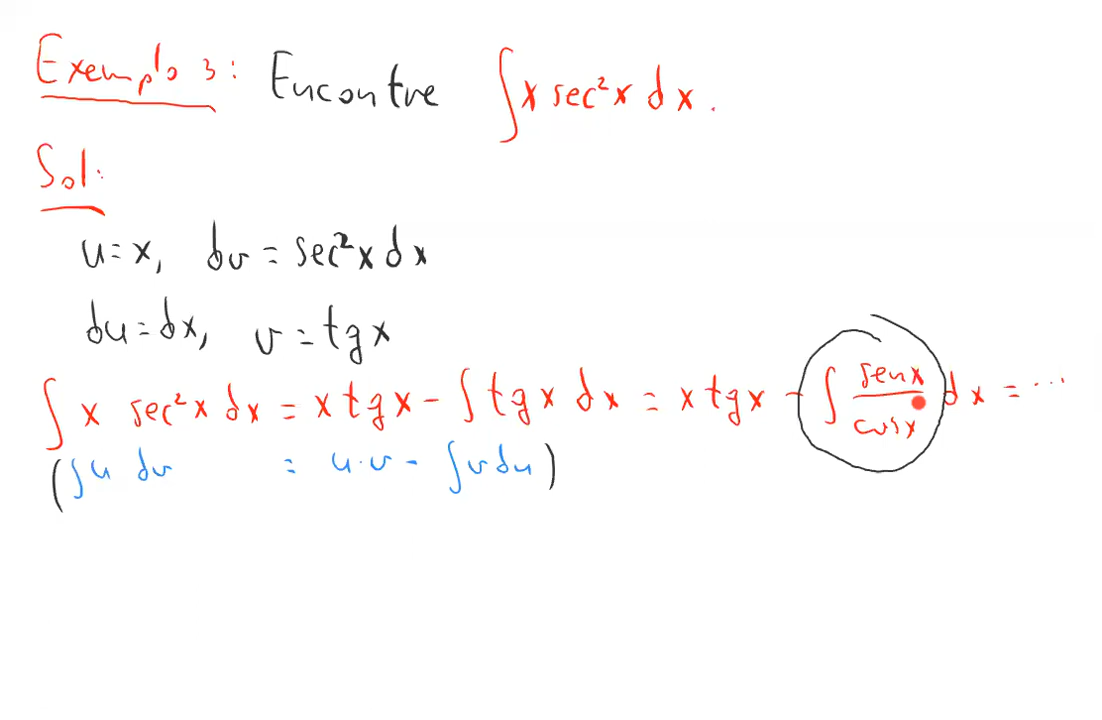 Exemplo 3: Encontre ∫ x sec²x dx.
Sol:
u = x, dv = sec²x dx
du = dx, v = tg x
∫ x sec²x dx = x tg x - ∫ tg x dx = x tg x - ∫ sen x / cos x dx = ...
(∫ u dv = u·v - ∫ v du)